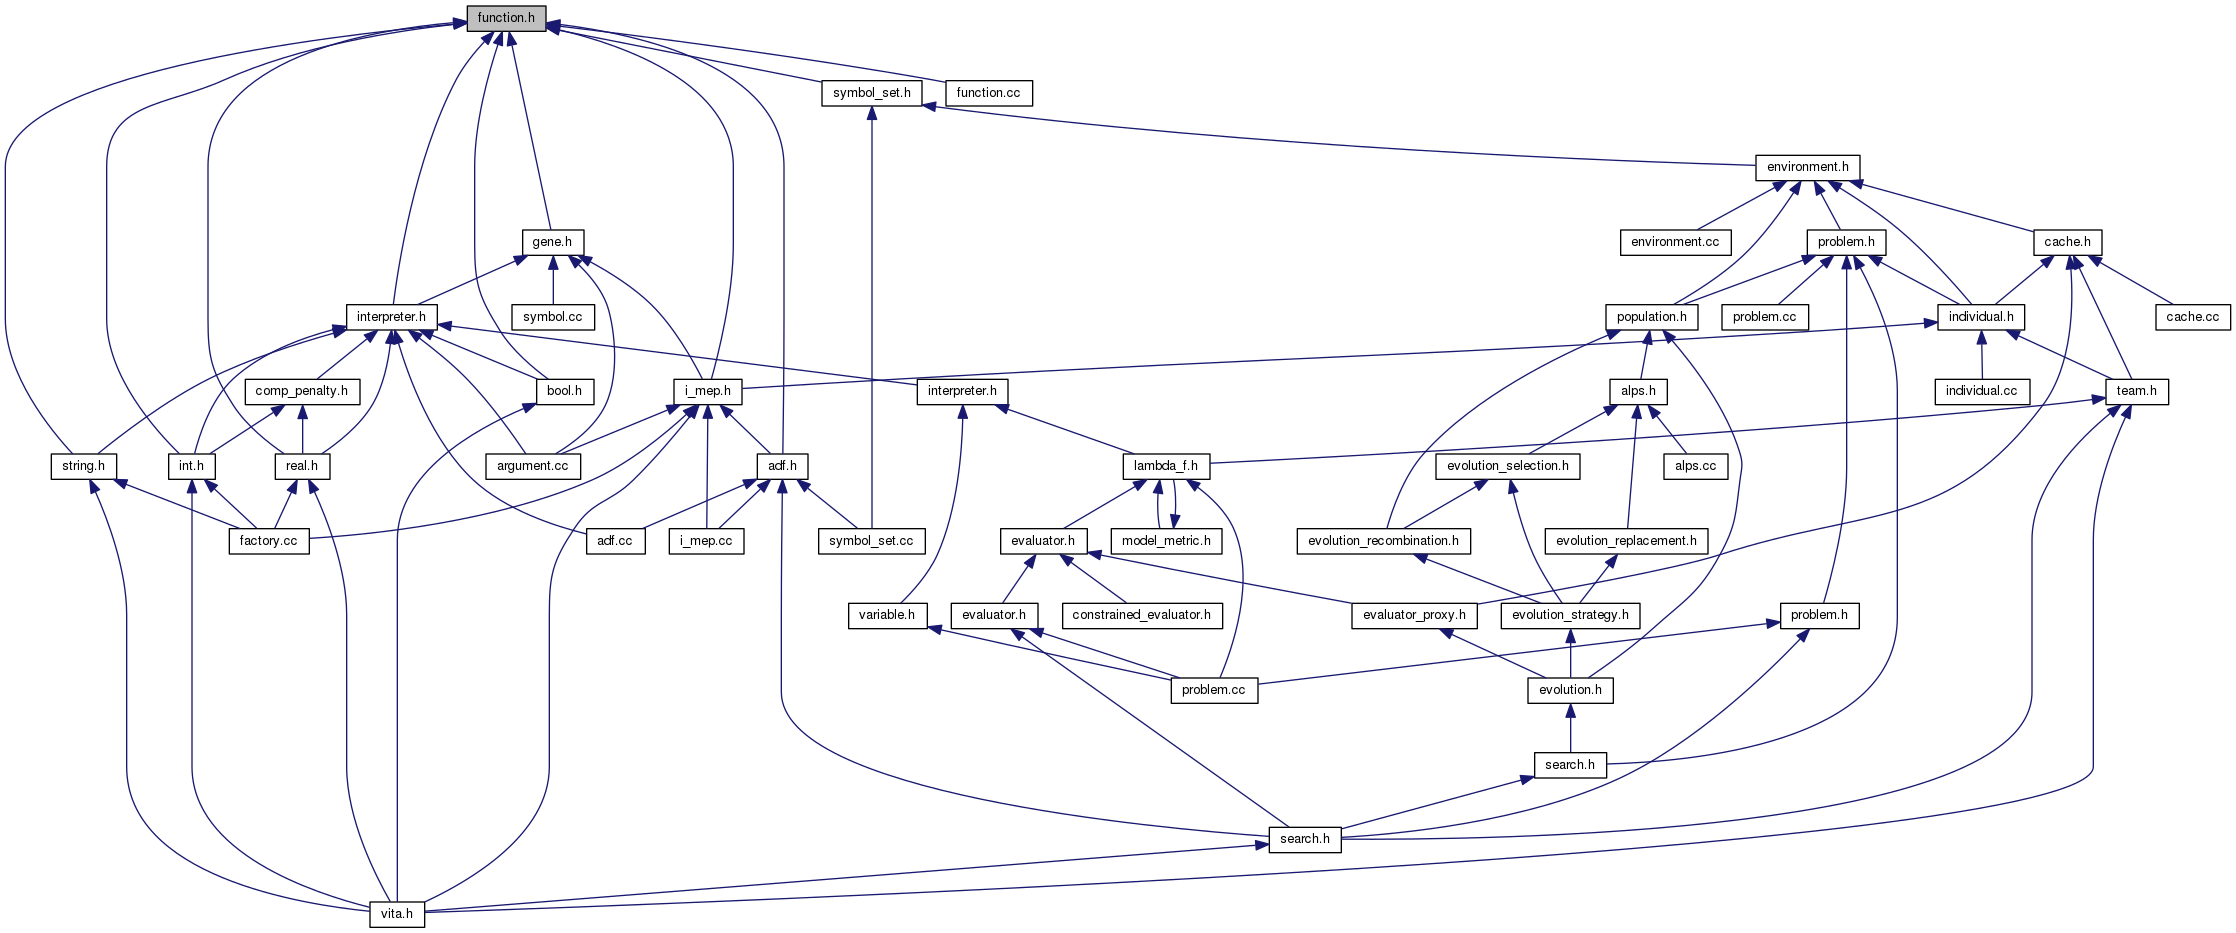 function.h
symbol_set.h
function.cc
environment.h
gene.h
environment.cc
problem.h
cache.h
interpreter.h
symbol.cc
population.h
problem.cc
individual.h
cache.cc
comp_penalty.h
bool.h
i_mep.h
interpreter.h
alps.h
individual.cc
team.h
string.h
int.h
real.h
argument.cc
adf.h
lambda_f.h
evolution_selection.h
alps.cc
factory.cc
adf.cc
i_mep.cc
symbol_set.cc
evaluator.h
model_metric.h
evolution_recombination.h
evolution_replacement.h
variable.h
evaluator.h
constrained_evaluator.h
evaluator_proxy.h
evolution_strategy.h
problem.h
problem.cc
evolution.h
search.h
search.h
vita.h